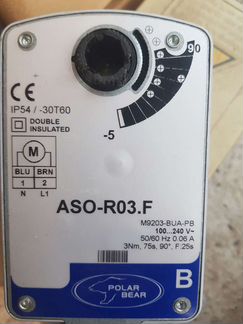 90
-5
CE
IP54 / -30T60
DOUBLE
INSULATED
M
BLU BRN
1 2
N L1
ASO-R03.F
M9203-BUA-PB
100...240 V~
50/60 Hz 0.06 A
3Nm, 75s, 90°, F:25s
POLAR
BEAR
B